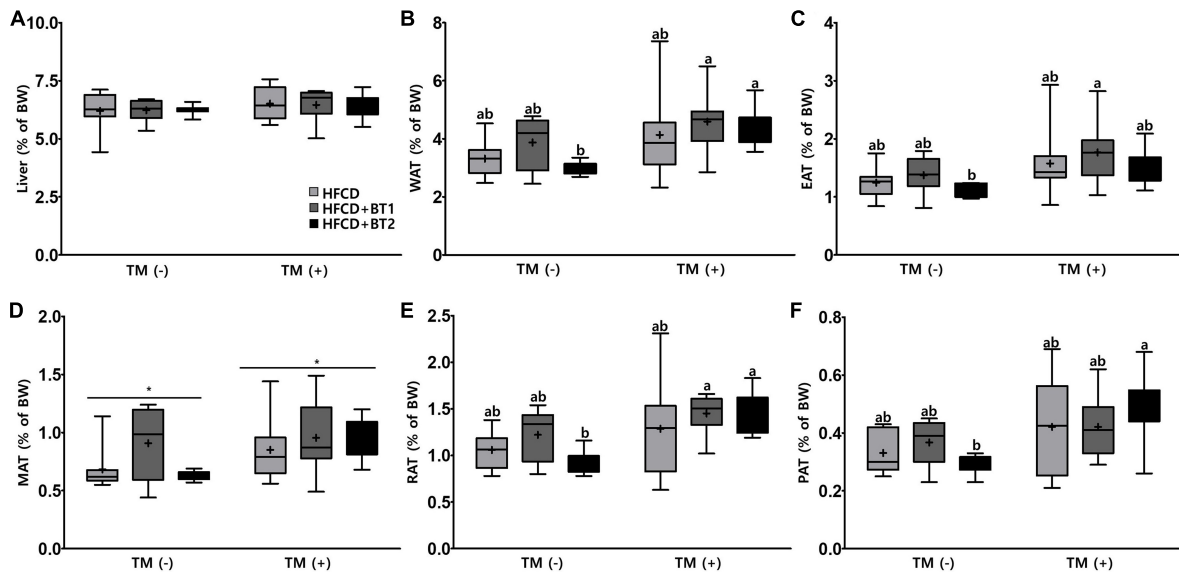 A
Liver (% of BW)
10.0
7.5
5.0
2.5
0.0
HFCD
HFCD+BT1
HFCD+BT2
TM (-)
TM (+)
B
WAT (% of BW)
8
6
4
2
0
ab
ab
b
ab
a
a
TM (-)
TM (+)
C
EAT (% of BW)
4
3
2
1
0
ab
ab
b
ab
a
ab
TM (-)
TM (+)
D
MAT (% of BW)
2.0
1.5
1.0
0.5
0.0
*
*
TM (-)
TM (+)
E
RAT (% of BW)
2.5
2.0
1.5
1.0
0.5
0.0
ab
ab
b
ab
a
a
TM (-)
TM (+)
F
PAT (% of BW)
0.8
0.6
0.4
0.2
0.0
ab
ab
b
ab
ab
a
TM (-)
TM (+)